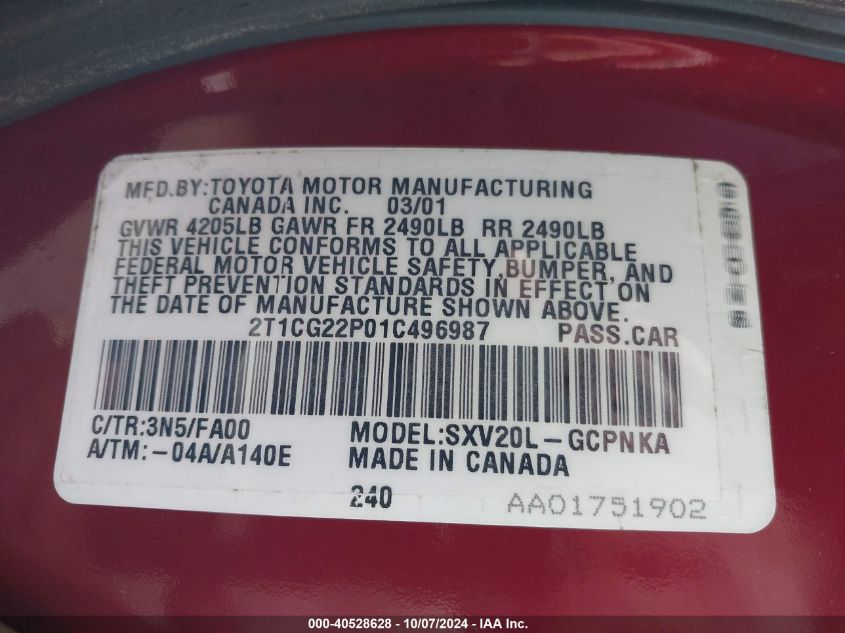 MFD.BY:TOYOTA MOTOR MANUFACTURING
CANADA INC. 03/01
GVWR 4205LB GAWR FR 2490LB RR 2490LB
THIS VEHICLE CONFORMS TO ALL APPLICABLE
FEDERAL MOTOR VEHICLE SAFETY, BUMPER, AND
THEFT PREVENTION STANDARDS IN EFFECT ON
THE DATE OF MANUFACTURE SHOWN ABOVE.
2T1CG22P01C496987 PASS.CAR
C/TR:3N5/FA00 MODEL:SXV20L-GCPNKA
A/TM:-04A/A140E MADE IN CANADA
240 AA01751902
000-40528628 - 10/07/2024 - IAA Inc.